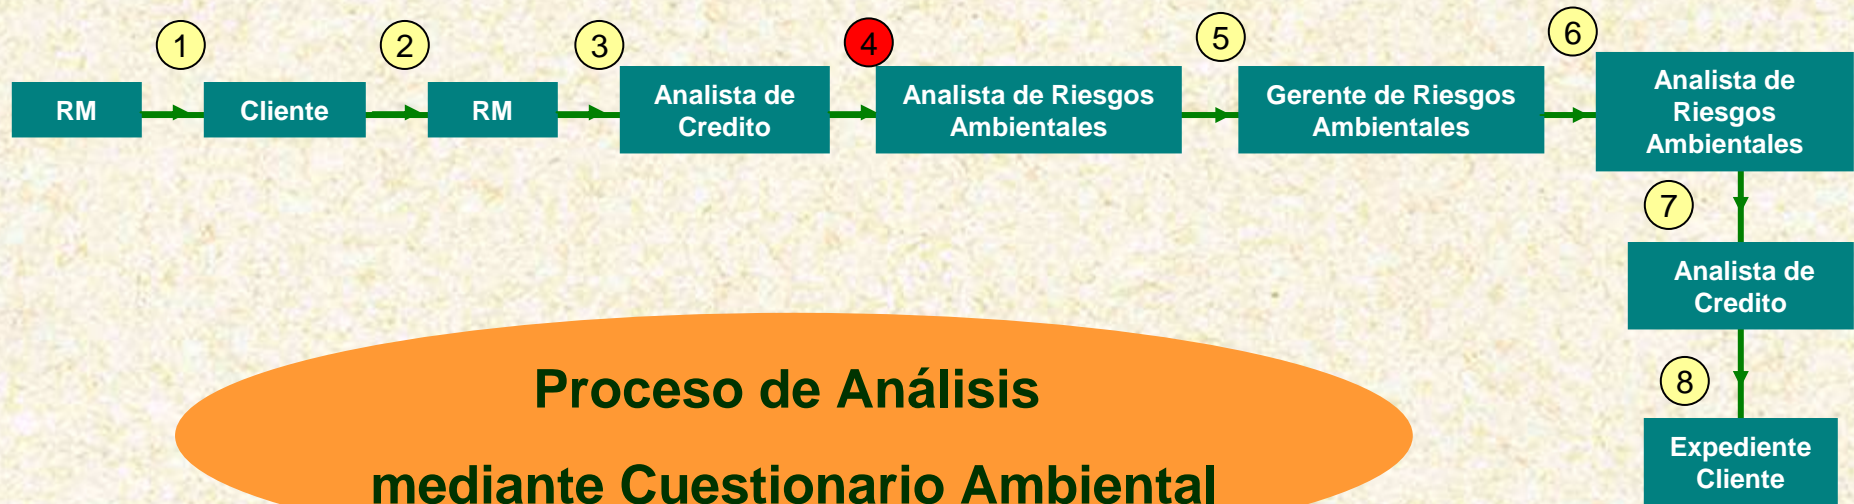 1
2
3
4
5
6
RM
Cliente
RM
Analista de
Credito
Analista de Riesgos
Ambientales
Gerente de Riesgos
Ambientales
Analista de
Riesgos
Ambientales
7
Analista de
Credito
8
Expediente
Cliente
Proceso de Análisis
mediante Cuestionario Ambiental